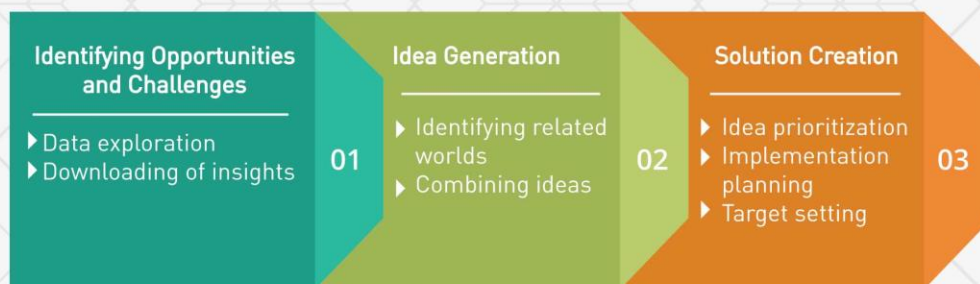 Identifying Opportunities
and Challenges
Data exploration
Downloading of insights
01
Idea Generation
Identifying related
worlds
Combining ideas
02
Solution Creation
Idea prioritization
Implementation
planning
Target setting
03